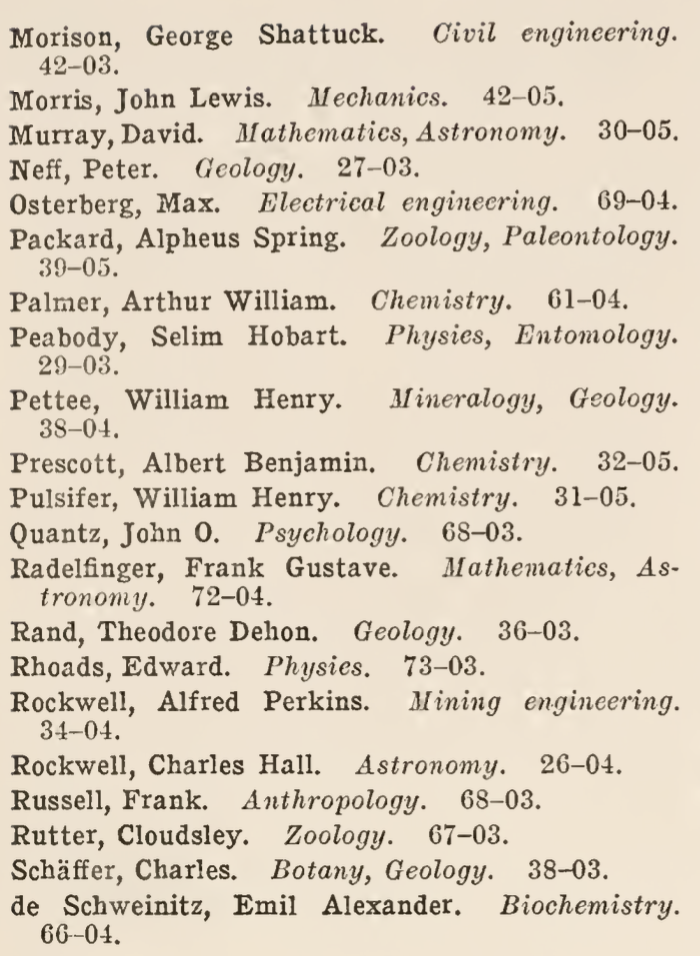 Morison, George Shattuck. Civil engineering.
42–03.
Morris, John Lewis. Mechanics. 42–05.
Murray, David. Mathematics, Astronomy. 30–05.
Neff, Peter. Geology. 27–03.
Osterberg, Max. Electrical engineering. 69–04.
Packard, Alpheus Spring. Zoology, Paleontology.
39–05.
Palmer, Arthur William. Chemistry. 61–04.
Peabody, Selim Hobart. Physics, Entomology.
29–03.
Pettee, William Henry. Mineralogy, Geology.
38–04.
Prescott, Albert Benjamin. Chemistry. 32–05.
Pulsifer, William Henry. Chemistry. 31–05.
Quantz, John O. Psychology. 68–03.
Radelfinger, Frank Gustave. Mathematics, As-
tronomy. 72–04.
Rand, Theodore Dehon. Geology. 36–03.
Rhoads, Edward. Physics. 73–03.
Rockwell, Alfred Perkins. Mining engineering.
34–04.
Rockwell, Charles Hall. Astronomy. 26–04.
Russell, Frank. Anthropology. 68–03.
Rutter, Cloudsley. Zoology. 67–03.
Schäffer, Charles. Botany, Geology. 38–03.
de Schweinitz, Emil Alexander. Biochemistry.
66–04.